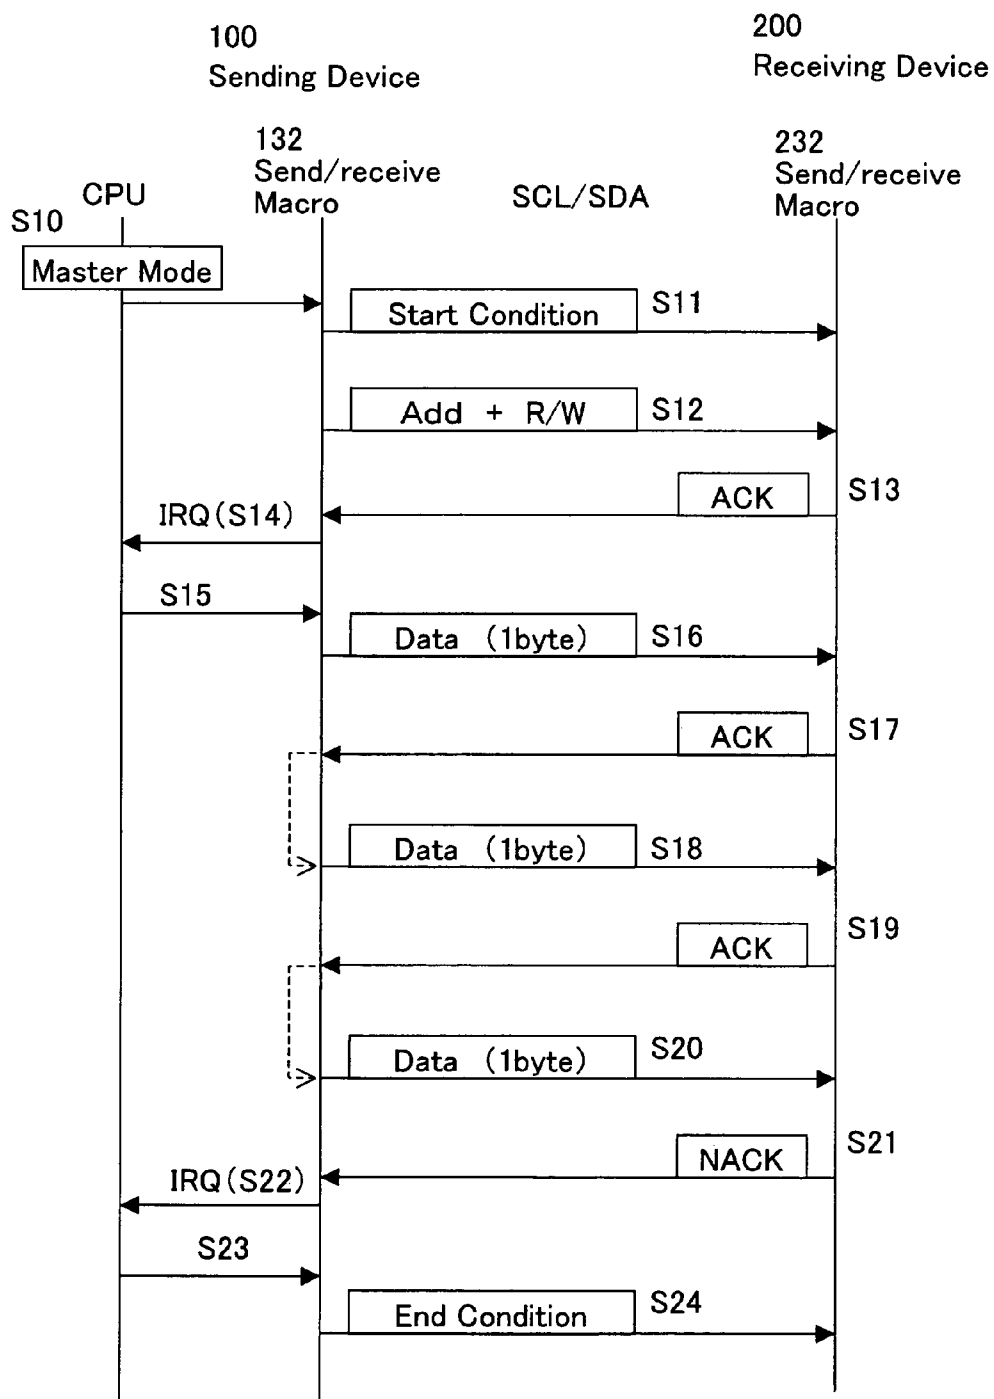 100
Sending Device
200
Receiving Device
132
Send/receive
Macro
232
Send/receive
Macro
CPU
SCL/SDA
S10
Master Mode
Start Condition
S11
Add + R/W
S12
ACK
S13
IRQ(S14)
S15
Data (1byte)
S16
ACK
S17
Data (1byte)
S18
ACK
S19
Data (1byte)
S20
NACK
S21
IRQ(S22)
S23
End Condition
S24